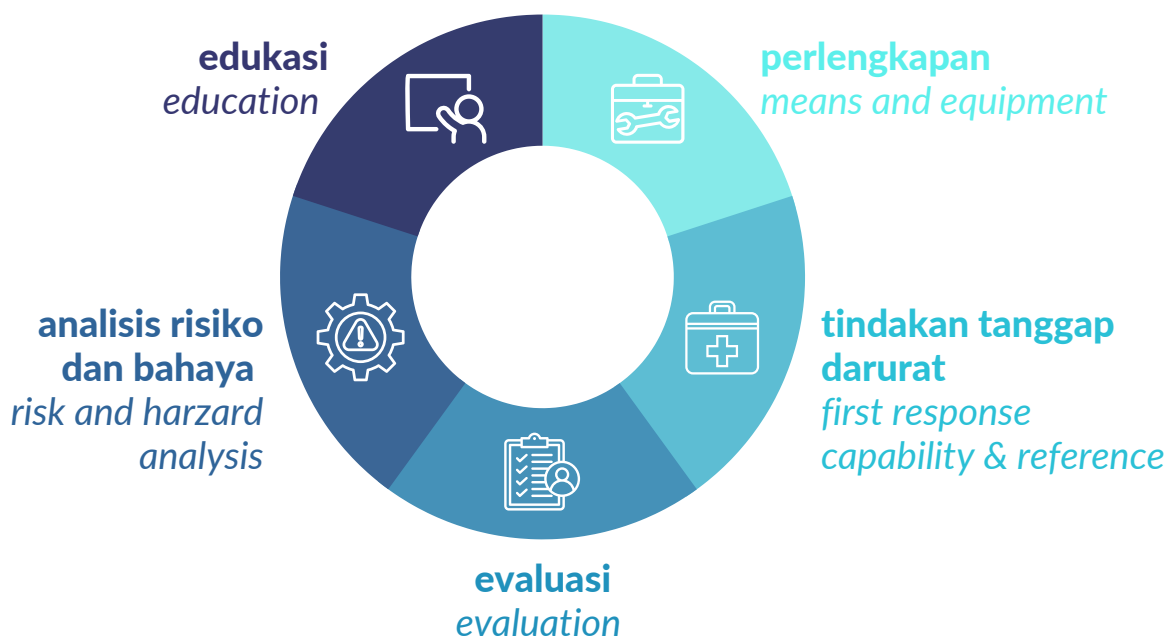 edukasi
education
perlengkapan
means and equipment
analisis risiko
dan bahaya
risk and harzard
analysis
tindakan tanggap
darurat
first response
capability & reference
evaluasi
evaluation